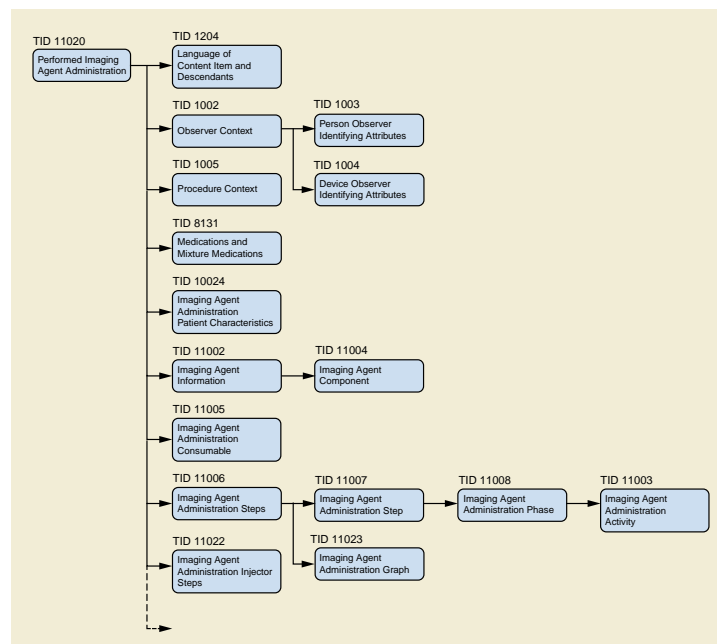 TID 11020
Performed Imaging
Agent Administration
TID 1204
Language of
Content Item and
Descendants
TID 1002
Observer Context
TID 1003
Person Observer
Identifying Attributes
TID 1005
Procedure Context
TID 1004
Device Observer
Identifying Attributes
TID 8131
Medications and
Mixture Medications
TID 10024
Imaging Agent
Administration
Patient Characteristics
TID 11002
Imaging Agent
Information
TID 11004
Imaging Agent
Component
TID 11005
Imaging Agent
Administration
Consumable
TID 11006
Imaging Agent
Administration Steps
TID 11007
Imaging Agent
Administration Step
TID 11008
Imaging Agent
Administration Phase
TID 11003
Imaging Agent
Administration
Activity
TID 11022
Imaging Agent
Administration Injector
Steps
TID 11023
Imaging Agent
Administration Graph